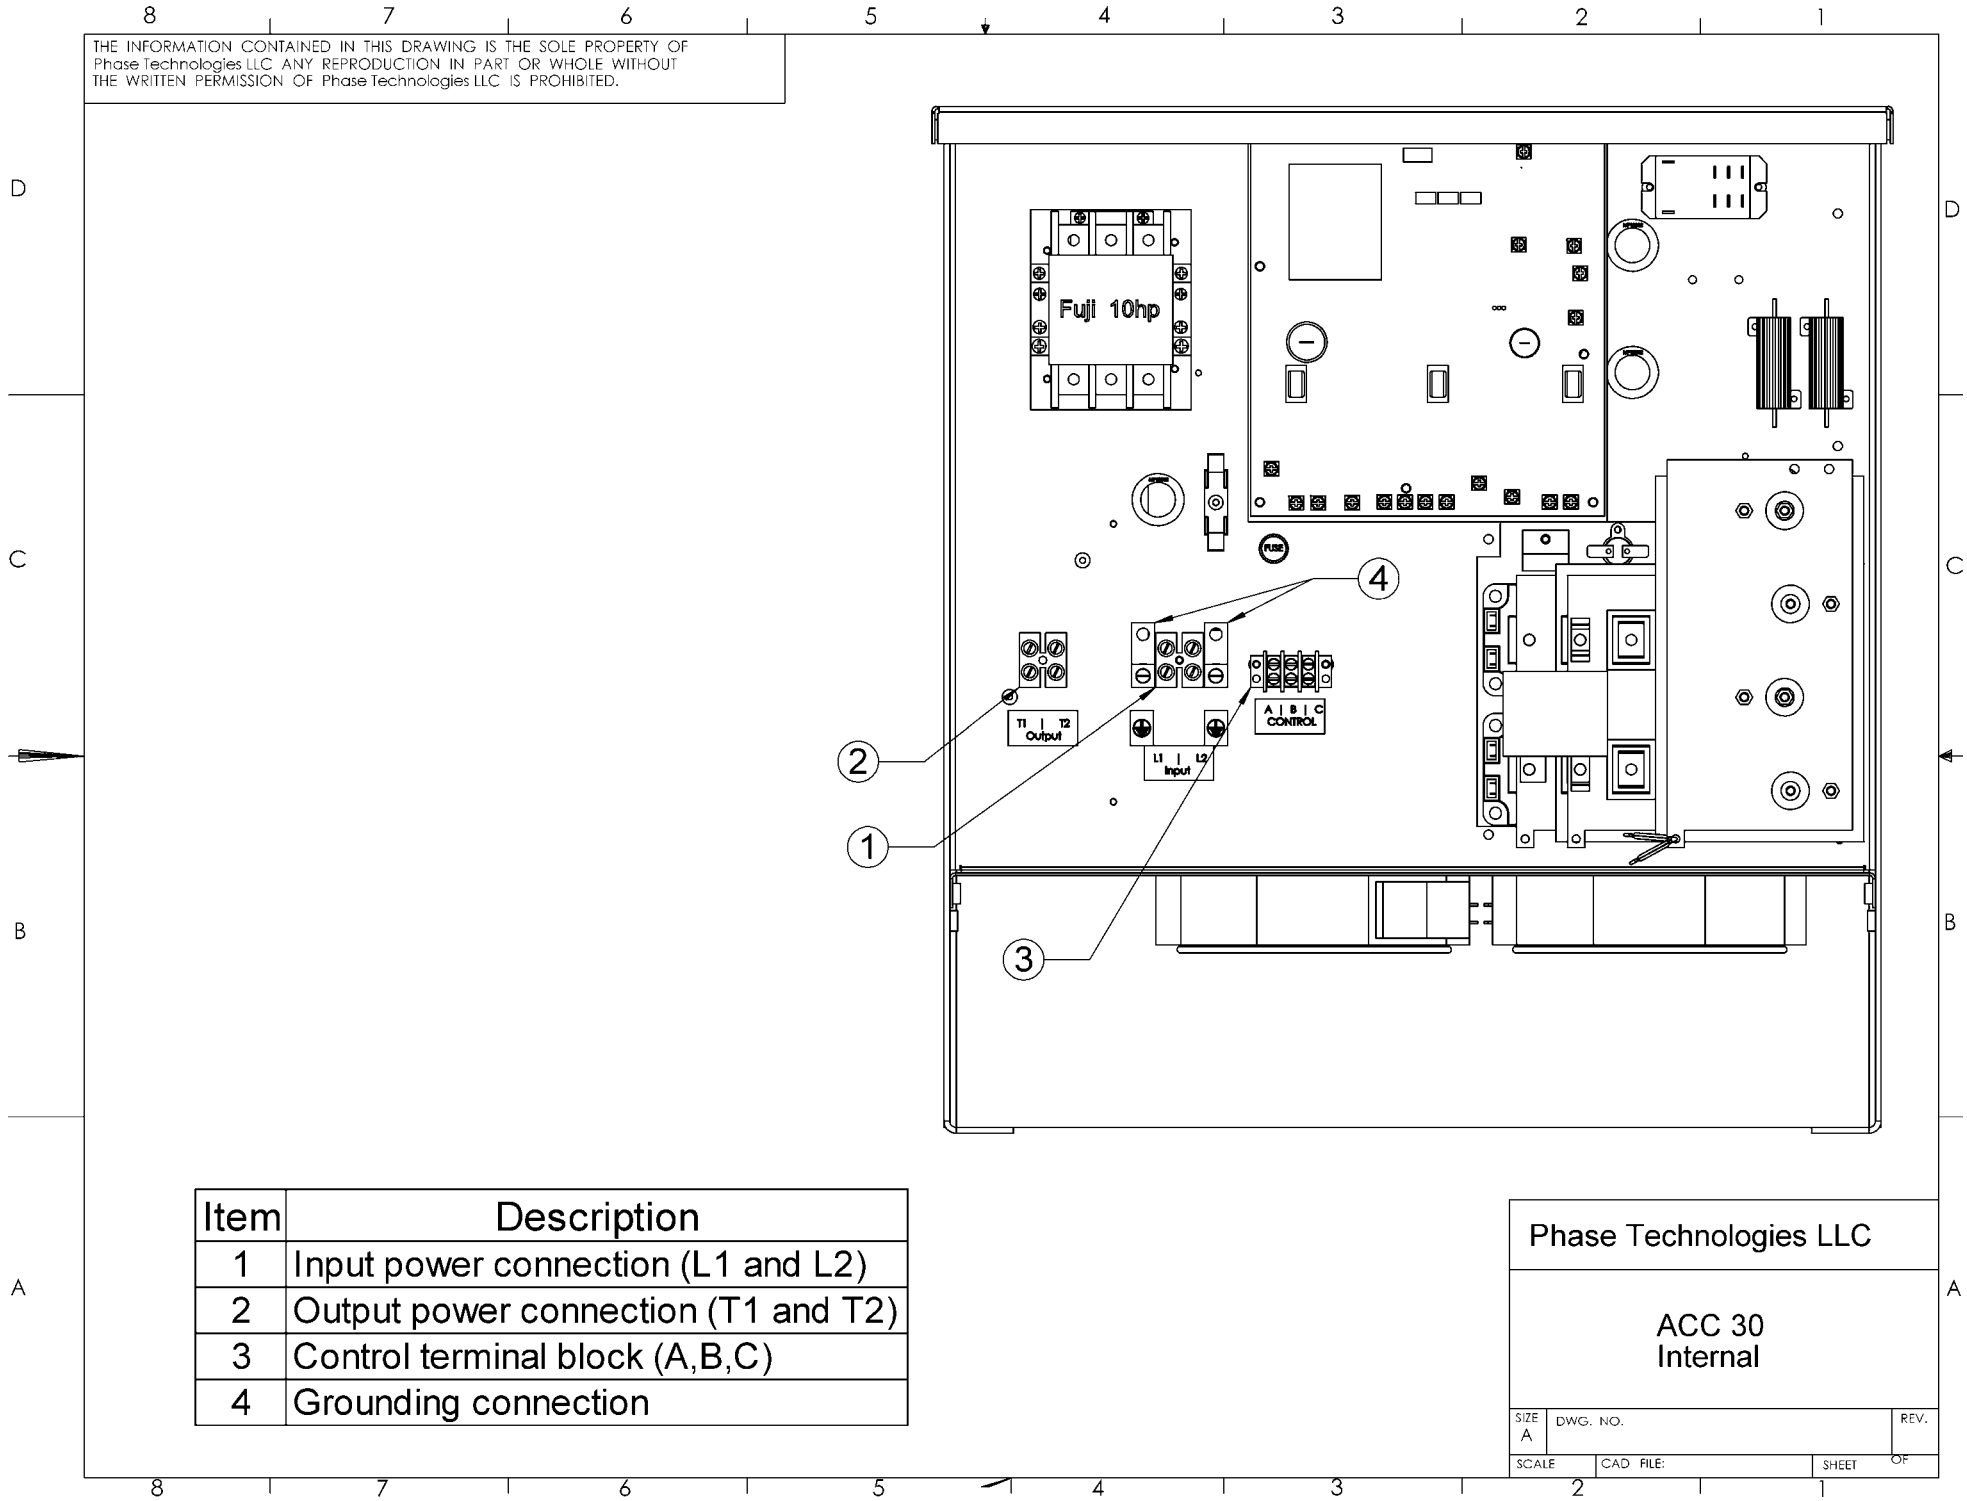 8 7 6 5 4 3 2 1
THE INFORMATION CONTAINED IN THIS DRAWING IS THE SOLE PROPERTY OF
Phase Technologies LLC ANY REPRODUCTION IN PART OR WHOLE WITHOUT
THE WRITTEN PERMISSION OF Phase Technologies LLC IS PROHIBITED.
D
D
Fuji 10hp
C
C
FUSE
4
A | B | C
CONTROL
T1 | T2
Output
L1 | L2
Input
2
1
3
B
B
Item Description
1 Input power connection (L1 and L2)
2 Output power connection (T1 and T2)
3 Control terminal block (A,B,C)
4 Grounding connection
A
A
Phase Technologies LLC
ACC 30
Internal
SIZE
A
DWG. NO.
REV.
SCALE
CAD FILE:
SHEET OF
8 7 6 5 4 3 2 1